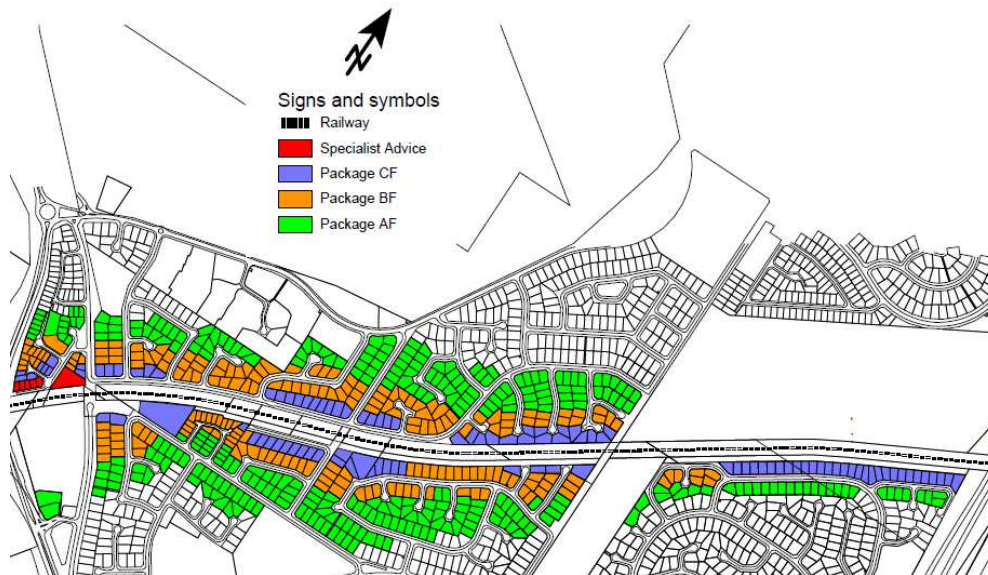 Signs and symbols
Railway
Specialist Advice
Package CF
Package BF
Package AF